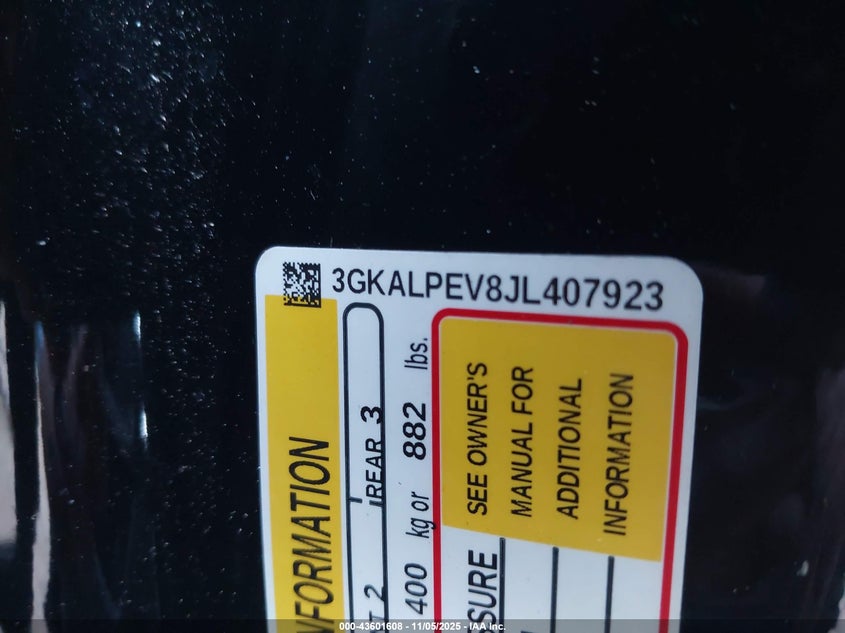 3GKALPEV8JL407923
NFORMATION
T 2 REAR 3
400 kg or 882 lbs.
SSURE
SEE OWNER'S
MANUAL FOR
ADDITIONAL
INFORMATION
000-43601608 - 11/05/2025 - IAA Inc.